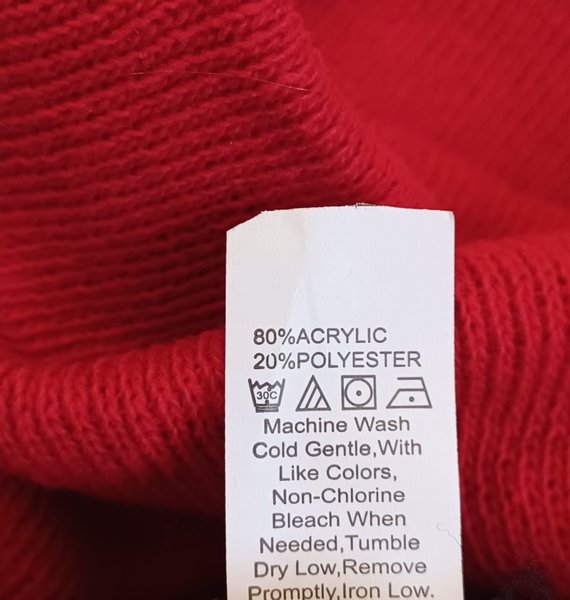 80%ACRYLIC
20%POLYESTER
30C
Machine Wash
Cold Gentle,With
Like Colors,
Non-Chlorine
Bleach When
Needed,Tumble
Dry Low,Remove
Promptly,Iron Low.